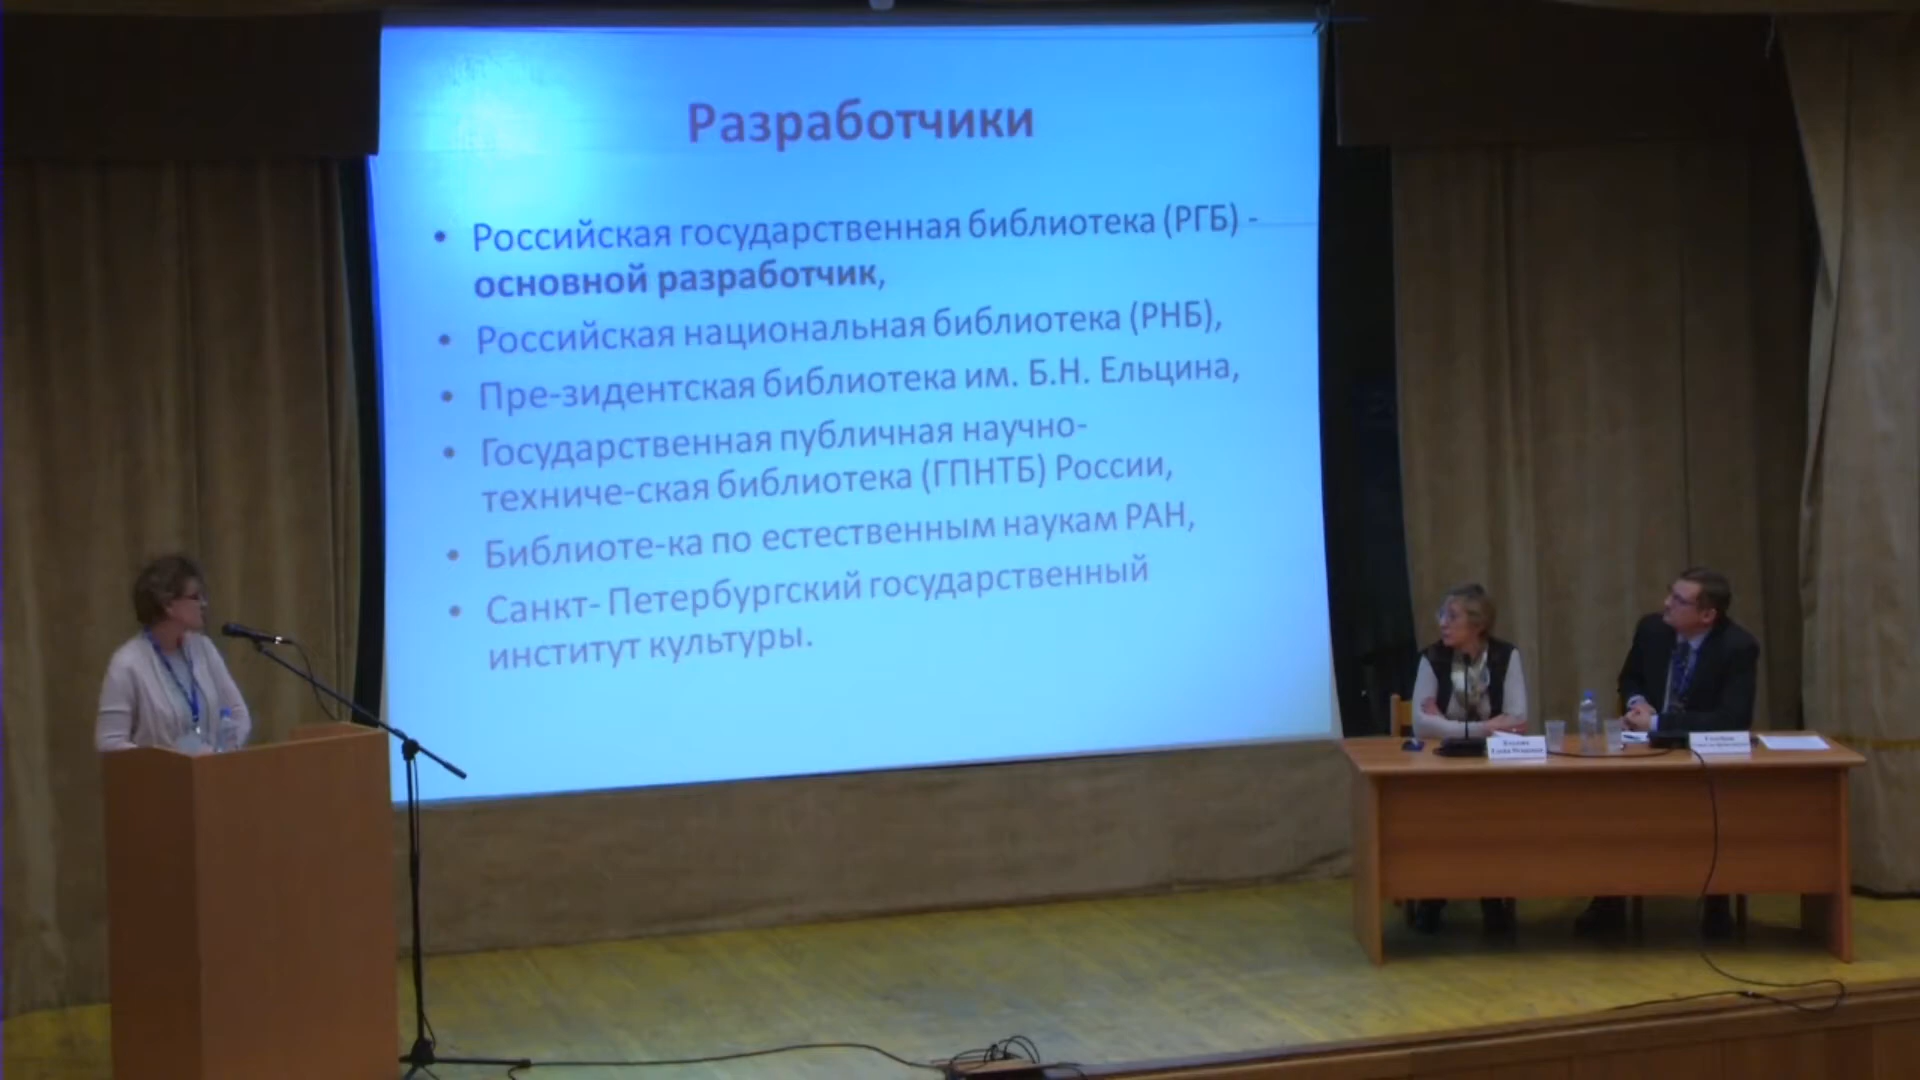 Разработчики
• Российская государственная библиотека (РГБ) -
основной разработчик,
• Российская национальная библиотека (РНБ),
• Пре-зидентская библиотека им. Б.Н. Ельцина,
• Государственная публичная научно-
техниче-ская библиотека (ГПНТБ) России,
• Библиоте-ка по естественным наукам РАН,
• Санкт- Петербургский государственный
институт культуры.